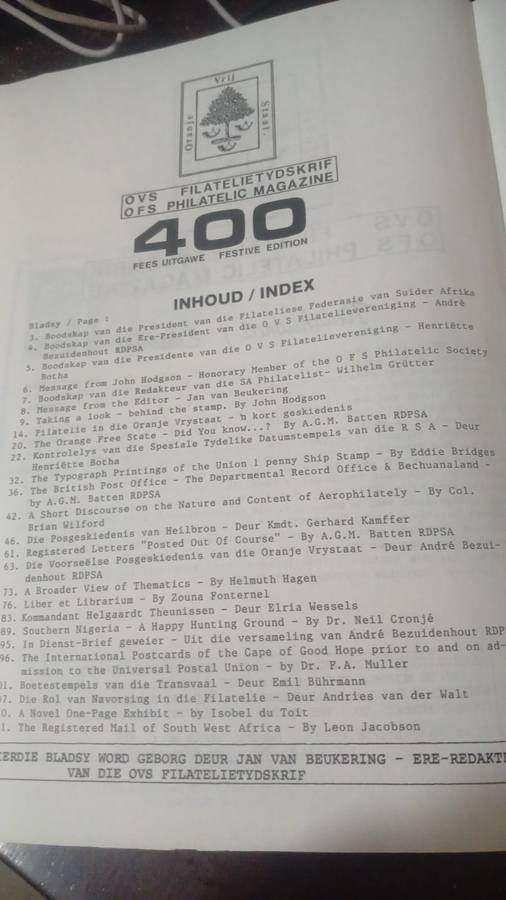 Vrij
Oranje
Staat.
OVS FILATELIETYDSKRIF
OFS PHILATELIC MAGAZINE
400
FEES UITGAWE FESTIVE EDITION
INHOUD / INDEX
Bladsy / Page :
3. Boodskap van die President van die Filateliese Federasie van Suider Afrika
4. Boodskap van die Ere-President van die O V S Filatelievereniging - André
Bezuidenhout RDPSA
5. Boodskap van die Presidente van die O V S Filatelievereniging - Henriëtte
Botha
6. Message from John Hodgson - Honorary Member of the O F S Philatelic Society
7. Boodskap van die Redakteur van die SA Philatelist- Wilhelm Grütter
8. Message from the Editor - Jan van Beukering
9. Taking a look - behind the stamp. By John Hodgson
14. Filatelie in die Oranje Vrystaat - 'n kort geskiedenis
20. The Orange Free State - Did You know...? By A.G.M. Batten RDPSA
22. Kontrolelys van die Spesiale Tydelike Datumstempels van die R S A - Deur
Henriëtte Botha
32. The Typograph Printings of the Union 1 penny Ship Stamp - By Eddie Bridges
36. The British Post Office - The Departmental Record Office & Bechuanaland -
by A.G.M. Batten RDPSA
42. A Short Discourse on the Nature and Content of Aerophilately - By Col.
Brian Wilford
46. Die Posgeskiedenis van Heilbron - Deur Kmdt. Gerhard Kamffer
61. Registered Letters "Posted Out Of Course" - By A.G.M. Batten RDPSA
63. Die Voorseëlse Posgeskiedenis van die Oranje Vrystaat - Deur André Bezui-
denhout RDPSA
73. A Broader View of Thematics - By Helmuth Hagen
76. Liber et Librarium - By Zouna Fonternel
83. Kommandant Helgaardt Theunissen - Deur Elria Wessels
89. Southern Nigeria - A Happy Hunting Ground - By Dr. Neil Cronjé
95. In Dienst-Brief geweier - Uit die versameling van André Bezuidenhout RDP
96. The International Postcards of the Cape of Good Hope prior to and on ad-
mission to the Universal Postal Union - by Dr. F.A. Muller
01. Boetestempels van die Transvaal - Deur Emil Bührmann
07. Die Rol van Navorsing in die Filatelie - Deur Andries van der Walt
0. A Novel One-Page Exhibit - by Isobel du Toit
1. The Registered Mail of South West Africa - By Leon Jacobson
IERDIE BLADSY WORD GEBORG DEUR JAN VAN BEUKERING - ERE-REDAKTE
VAN DIE OVS FILATELIETYDSKRIF